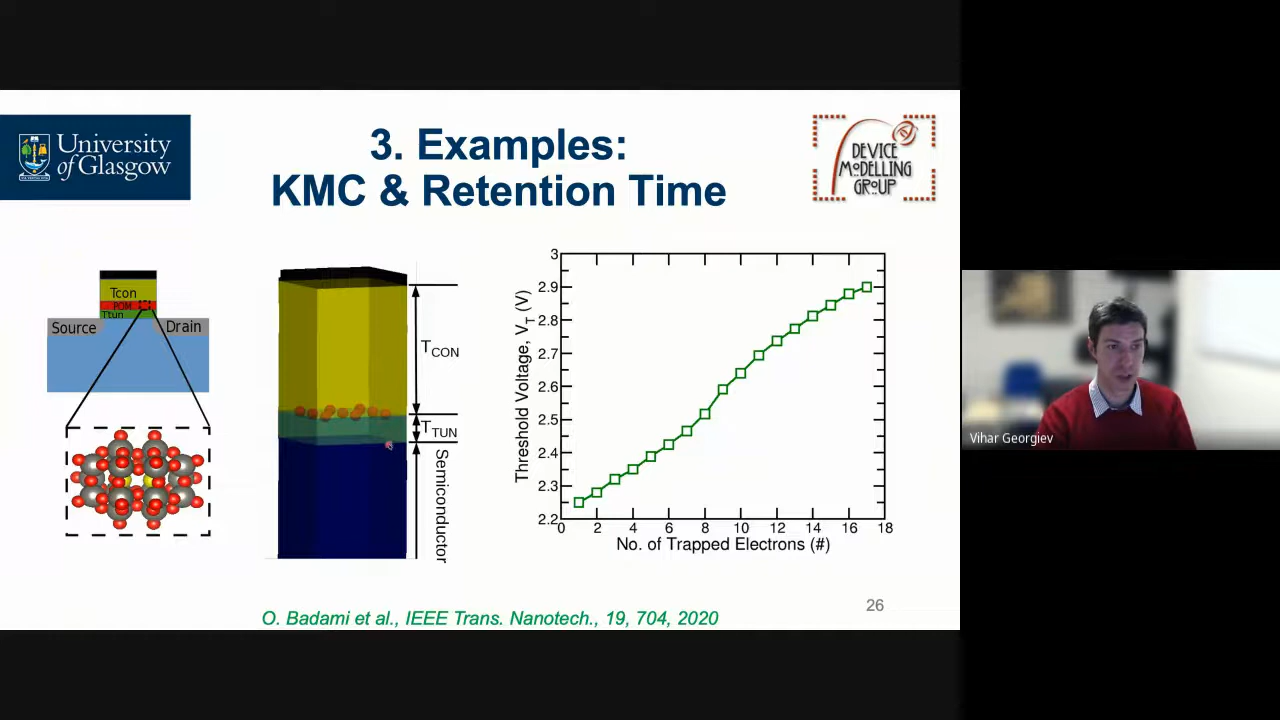 University
of Glasgow
3. Examples:
KMC & Retention Time
DEVICE
MODELLING
GROUP
Tcon
POM
Ttun
Source
Drain
T_CON
T_TUN
Semiconductor
3
2.9
2.8
2.7
2.6
2.5
2.4
2.3
2.2
Threshold Voltage, V_T (V)
0 2 4 6 8 10 12 14 16 18
No. of Trapped Electrons (#)
26
O. Badami et al., IEEE Trans. Nanotech., 19, 704, 2020
Vihar Georgiev